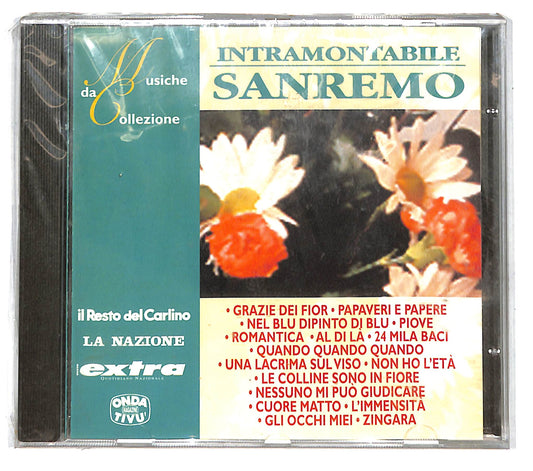 Musiche
da
Collezione
INTRAMONTABILE
SANREMO
il Resto del Carlino
LA NAZIONE
extra
QUOTIDIANO NAZIONALE
ONDA
MAGAZINE
TIVU'
• GRAZIE DEI FIOR • PAPAVERI E PAPERE
• NEL BLU DIPINTO DI BLU • PIOVE
• ROMANTICA • AL DI LÀ • 24 MILA BACI
• QUANDO QUANDO QUANDO
• UNA LACRIMA SUL VISO • NON HO L'ETÀ
• LE COLLINE SONO IN FIORE
• NESSUNO MI PUÒ GIUDICARE
• CUORE MATTO • L'IMMENSITÀ
• GLI OCCHI MIEI • ZINGARA